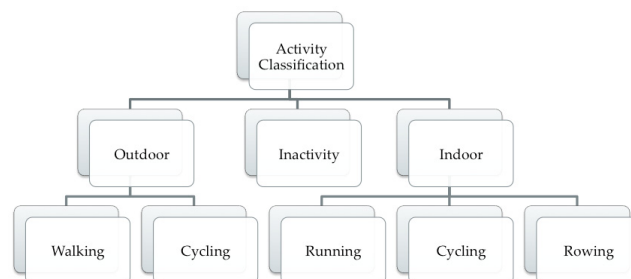 Activity
Classification
Outdoor
Inactivity
Indoor
Walking
Cycling
Running
Cycling
Rowing